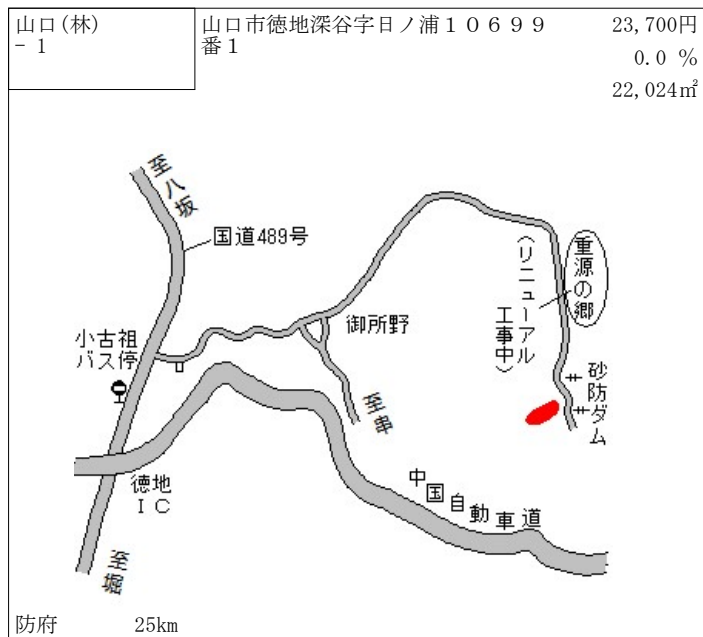 山口(林)
－1
山口市徳地深谷字日ノ浦１０６９９
番１
23,700円
0.0 %
22,024㎡
至八坂
国道489号
重源の郷
(リニューアル
工事中)
御所野
小古祖
バス停
砂防ダム
至串
徳地
ＩＣ
中国自動車道
至堀
防府 25km